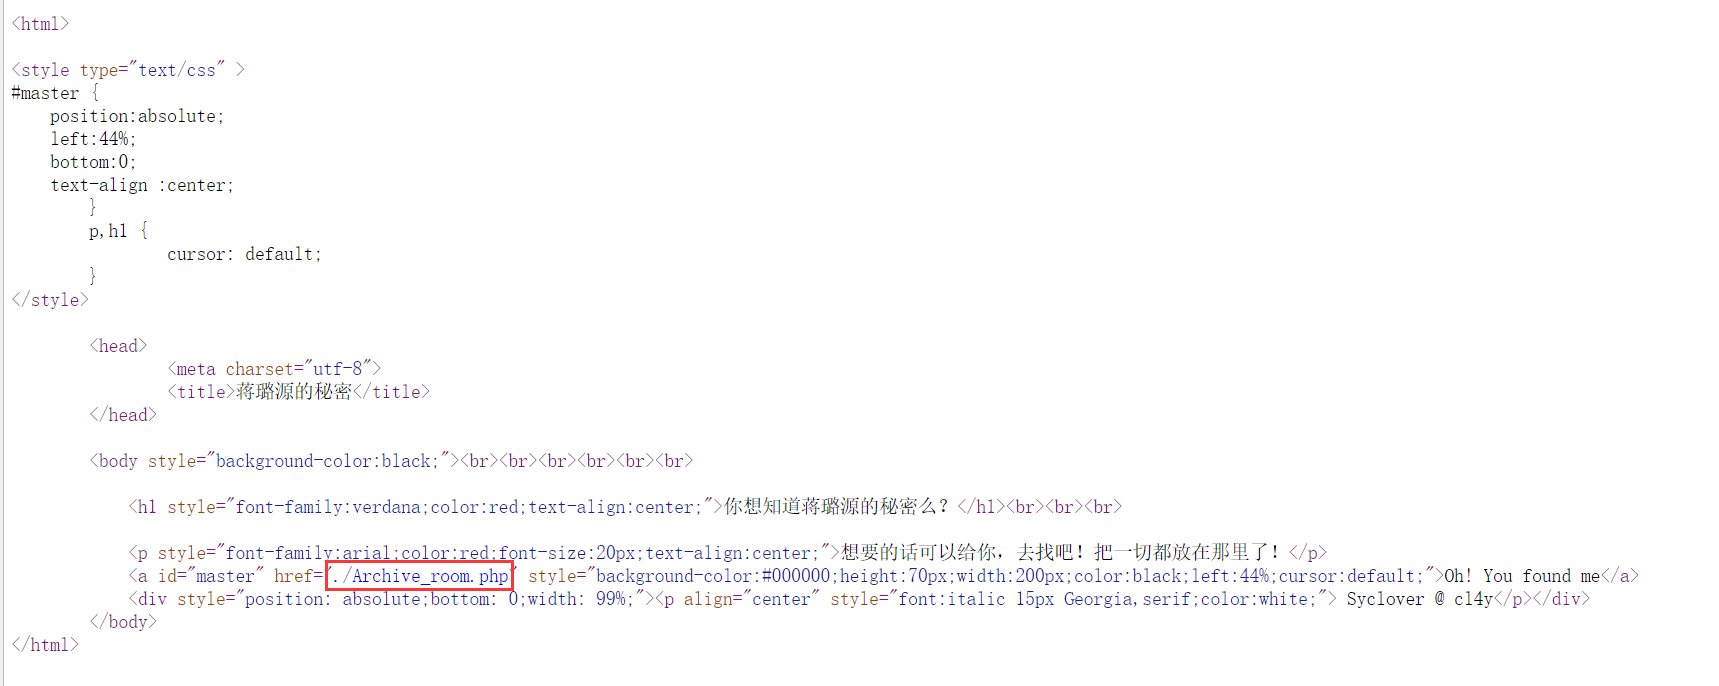 <html>
<style type="text/css" >
#master {
position:absolute;
left:44%;
bottom:0;
text-align :center;
}
p,h1 {
cursor: default;
}
</style>
<head>
<meta charset="utf-8">
<title>蒋璐源的秘密</title>
</head>
<body style="background-color:black;"><br><br><br><br><br><br>
<h1 style="font-family:verdana;color:red;text-align:center;">你想知道蒋璐源的秘密么？</h1><br><br><br>
<p style="font-family:arial;color:red;font-size:20px;text-align:center;">想要的话可以给你，去找吧！把一切都放在那里了！</p>
<a id="master" href="./Archive_room.php" style="background-color:#000000;height:70px;width:200px;color:black;left:44%;cursor:default;">Oh! You found me</a>
<div style="position: absolute;bottom: 0;width: 99%;"><p align="center" style="font:italic 15px Georgia,serif;color:white;"> Syclover @ cl4y</p></div>
</body>
</html>